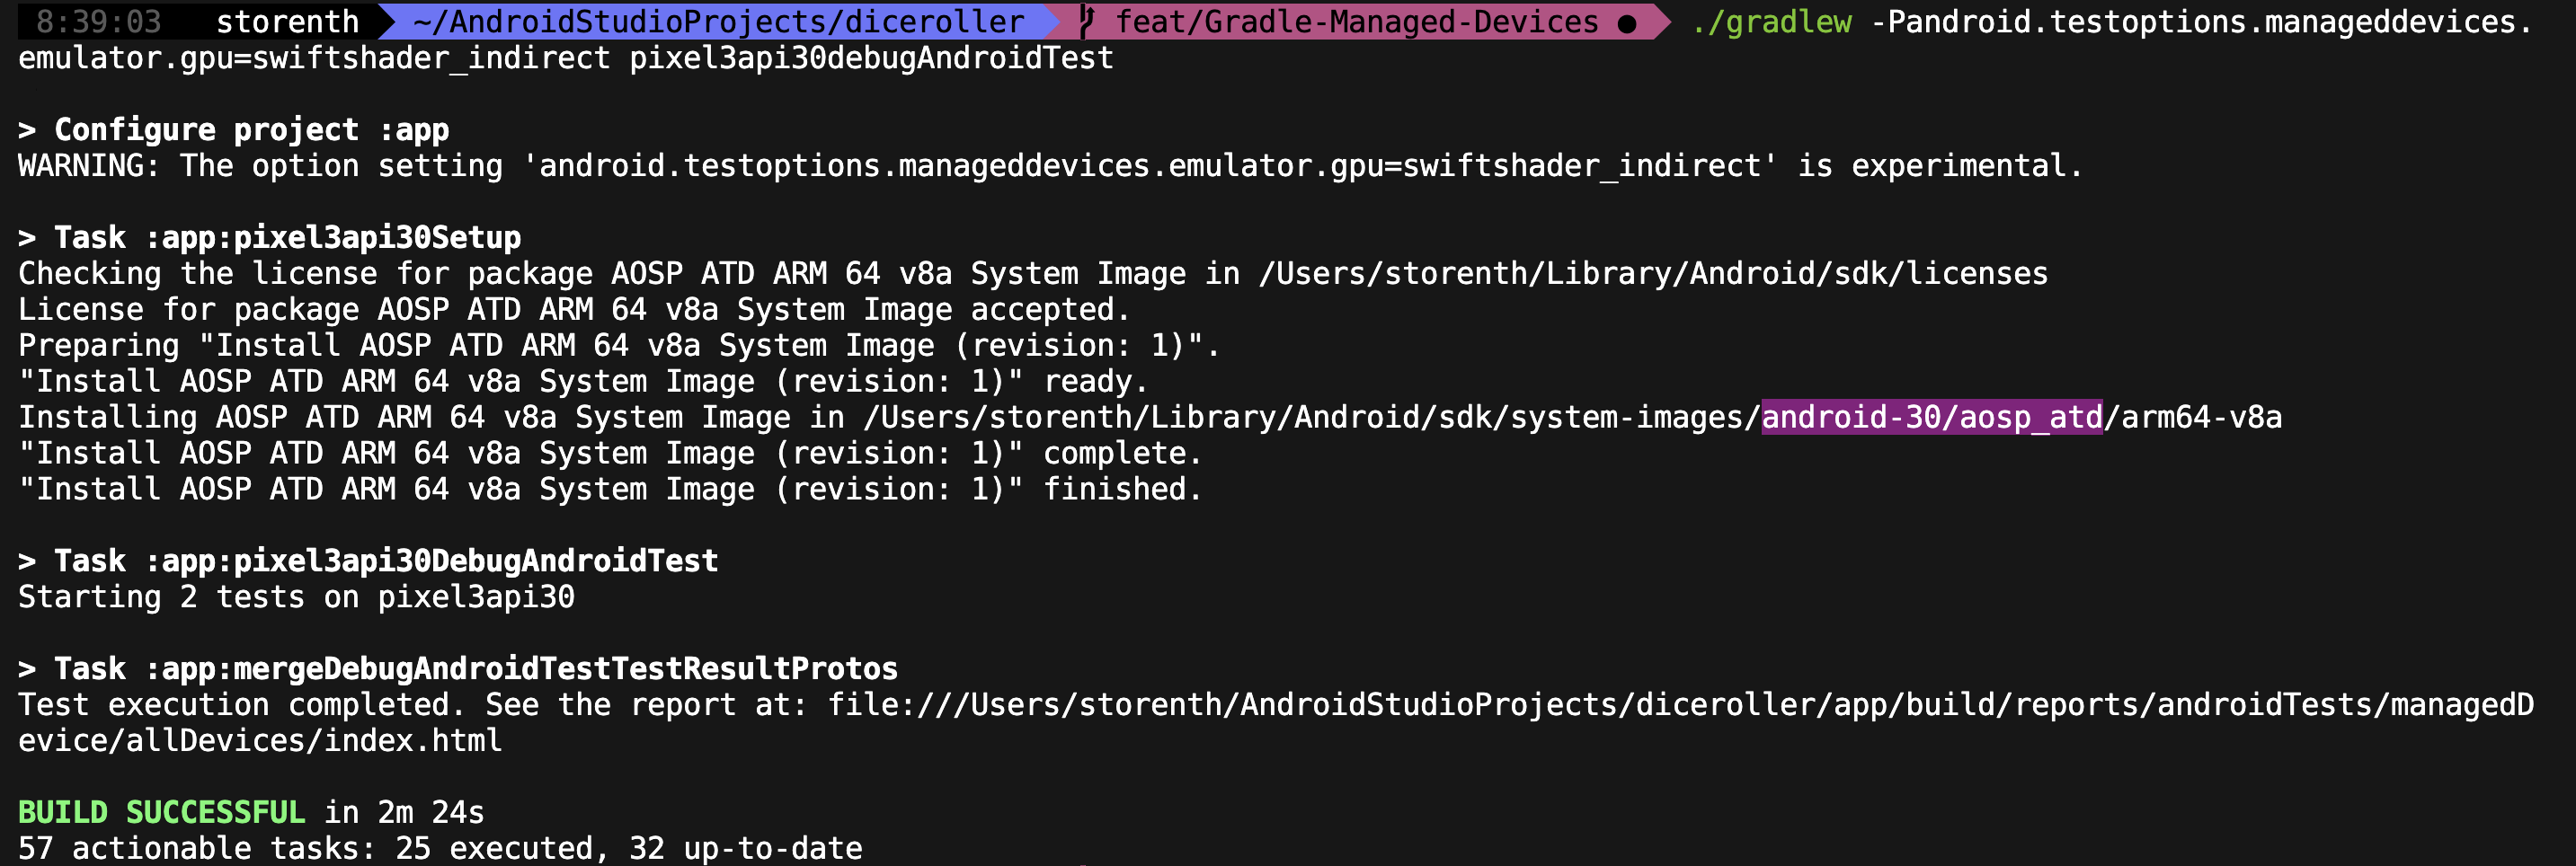 8:39:03 storenth ~/AndroidStudioProjects/diceroller feat/Gradle-Managed-Devices ● ./gradlew -Pandroid.testoptions.manageddevices.
emulator.gpu=swiftshader_indirect pixel3api30debugAndroidTest
> Configure project :app
WARNING: The option setting 'android.testoptions.manageddevices.emulator.gpu=swiftshader_indirect' is experimental.
> Task :app:pixel3api30Setup
Checking the license for package AOSP ATD ARM 64 v8a System Image in /Users/storenth/Library/Android/sdk/licenses
License for package AOSP ATD ARM 64 v8a System Image accepted.
Preparing "Install AOSP ATD ARM 64 v8a System Image (revision: 1)".
"Install AOSP ATD ARM 64 v8a System Image (revision: 1)" ready.
Installing AOSP ATD ARM 64 v8a System Image in /Users/storenth/Library/Android/sdk/system-images/android-30/aosp_atd/arm64-v8a
"Install AOSP ATD ARM 64 v8a System Image (revision: 1)" complete.
"Install AOSP ATD ARM 64 v8a System Image (revision: 1)" finished.
> Task :app:pixel3api30DebugAndroidTest
Starting 2 tests on pixel3api30
> Task :app:mergeDebugAndroidTestTestResultProtos
Test execution completed. See the report at: file:///Users/storenth/AndroidStudioProjects/diceroller/app/build/reports/androidTests/managedD
evice/allDevices/index.html
BUILD SUCCESSFUL in 2m 24s
57 actionable tasks: 25 executed, 32 up-to-date